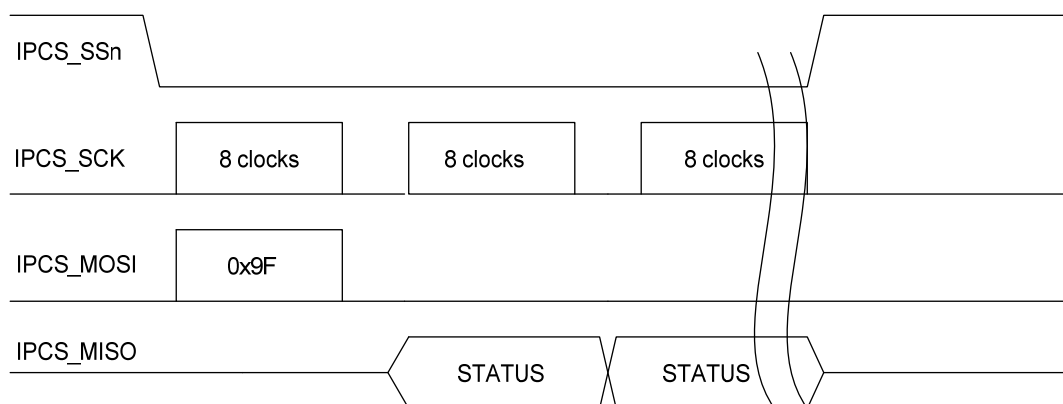 IPCS_SSn
IPCS_SCK 8 clocks 8 clocks 8 clocks
IPCS_MOSI 0x9F
IPCS_MISO STATUS STATUS